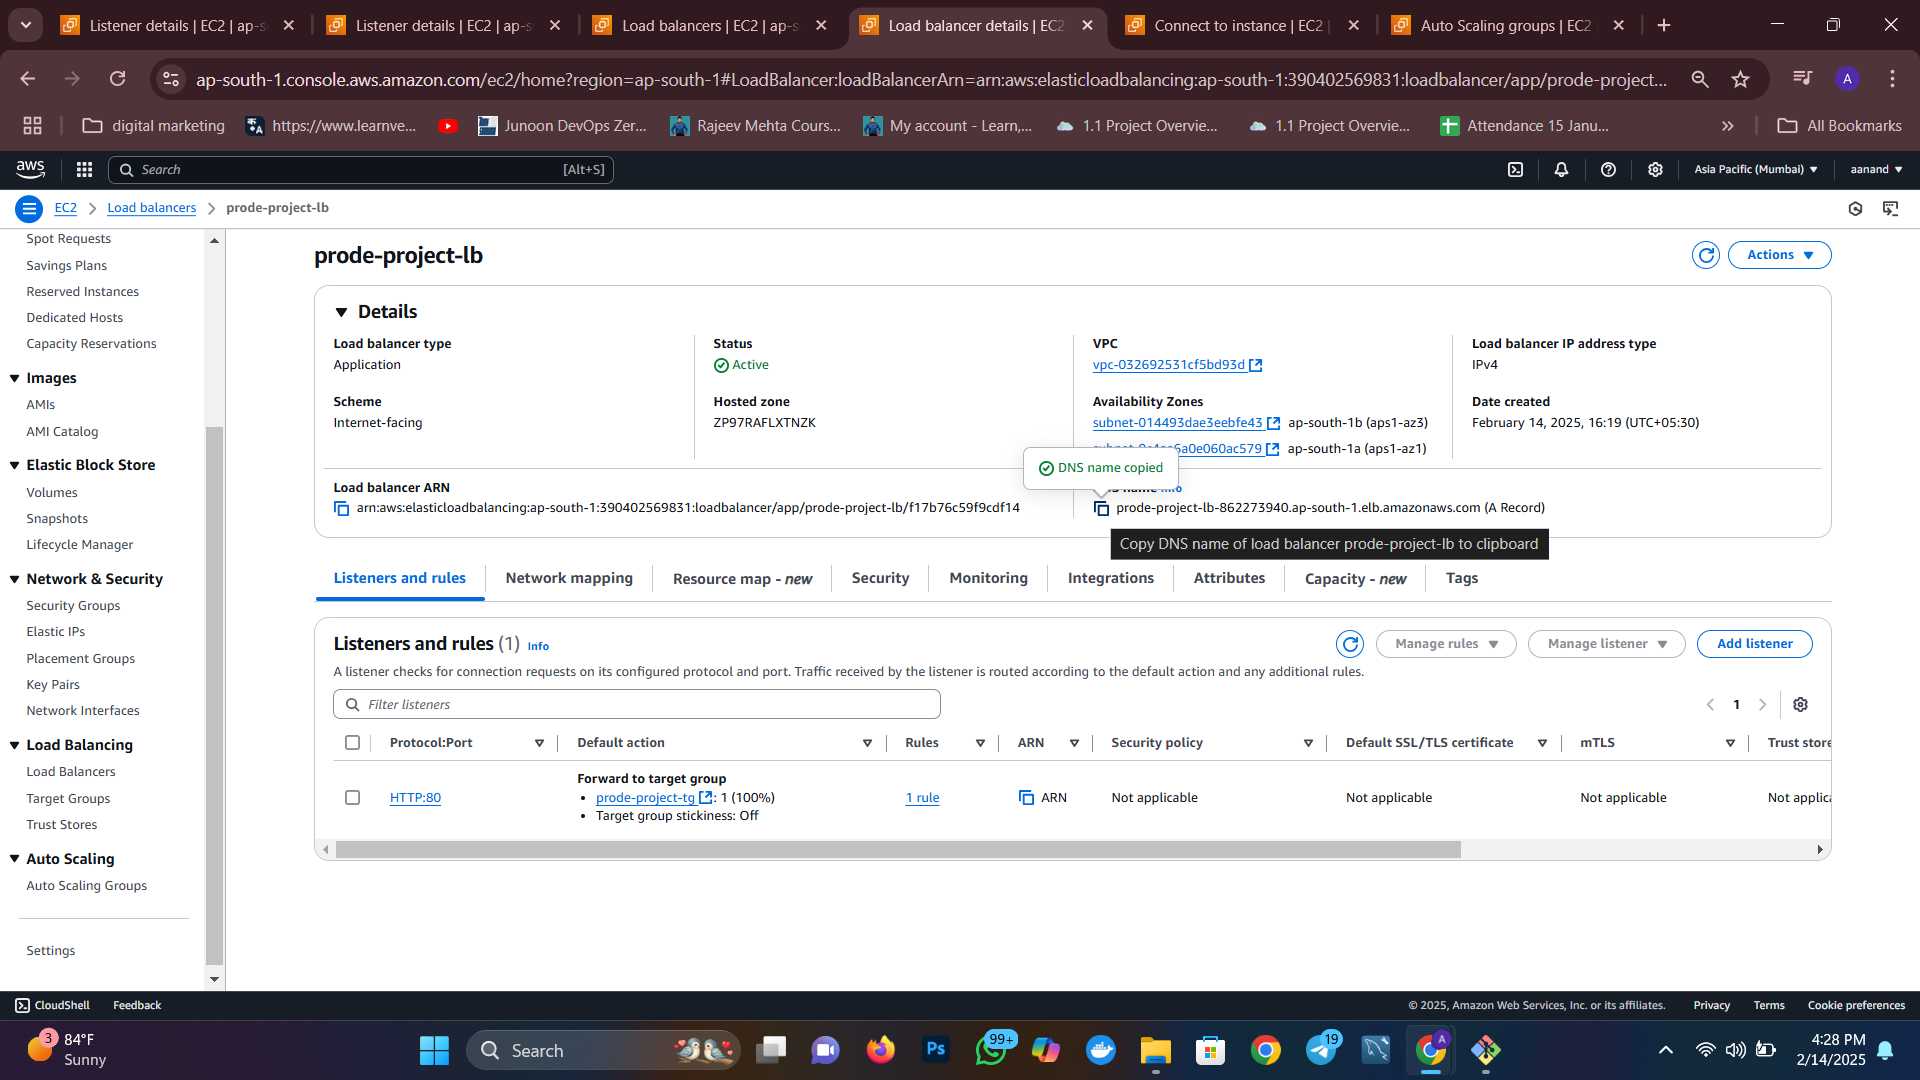 Listener details | EC2 | ap-s
Listener details | EC2 | ap-s
Load balancers | EC2 | ap-s
Load balancer details | EC2
Connect to instance | EC2
Auto Scaling groups | EC2
ap-south-1.console.aws.amazon.com/ec2/home?region=ap-south-1#LoadBalancer:loadBalancerArn=arn:aws:elasticloadbalancing:ap-south-1:390402569831:loadbalancer/app/prode-project...
A
digital marketing
https://www.learnve...
Junoon DevOps Zer...
Rajeev Mehta Cours...
My account - Learn,...
1.1 Project Overvie...
1.1 Project Overvie...
Attendance 15 Janu...
All Bookmarks
aws
Search
[Alt+S]
Asia Pacific (Mumbai)
aanand
EC2
Load balancers
prode-project-lb
Spot Requests
Savings Plans
Reserved Instances
Dedicated Hosts
Capacity Reservations
Images
AMIs
AMI Catalog
Elastic Block Store
Volumes
Snapshots
Lifecycle Manager
Network & Security
Security Groups
Elastic IPs
Placement Groups
Key Pairs
Network Interfaces
Load Balancing
Load Balancers
Target Groups
Trust Stores
Auto Scaling
Auto Scaling Groups
Settings
prode-project-lb
Actions
Details
Load balancer type
Application
Status
Active
VPC
vpc-032692531cf5bd93d
Load balancer IP address type
IPv4
Scheme
Internet-facing
Hosted zone
ZP97RAFLXTNZK
Availability Zones
subnet-014493dae3eebfe43 ap-south-1b (aps1-az3)
6a0e060ac579 ap-south-1a (aps1-az1)
Date created
February 14, 2025, 16:19 (UTC+05:30)
DNS name copied
Load balancer ARN
arn:aws:elasticloadbalancing:ap-south-1:390402569831:loadbalancer/app/prode-project-lb/f17b76c59f9cdf14
Info
prode-project-lb-862273940.ap-south-1.elb.amazonaws.com (A Record)
Copy DNS name of load balancer prode-project-lb to clipboard
Listeners and rules
Network mapping
Resource map - new
Security
Monitoring
Integrations
Attributes
Capacity - new
Tags
Listeners and rules (1) Info
Manage rules
Manage listener
Add listener
A listener checks for connection requests on its configured protocol and port. Traffic received by the listener is routed according to the default action and any additional rules.
Filter listeners
1
Protocol:Port
Default action
Rules
ARN
Security policy
Default SSL/TLS certificate
mTLS
Trust store
HTTP:80
Forward to target group
• prode-project-tg : 1 (100%)
• Target group stickiness: Off
1 rule
ARN
Not applicable
Not applicable
Not applicable
Not applica
CloudShell
Feedback
© 2025, Amazon Web Services, Inc. or its affiliates.
Privacy
Terms
Cookie preferences
3
84°F
Sunny
Search
Ps
99+
19
A
4:28 PM
2/14/2025